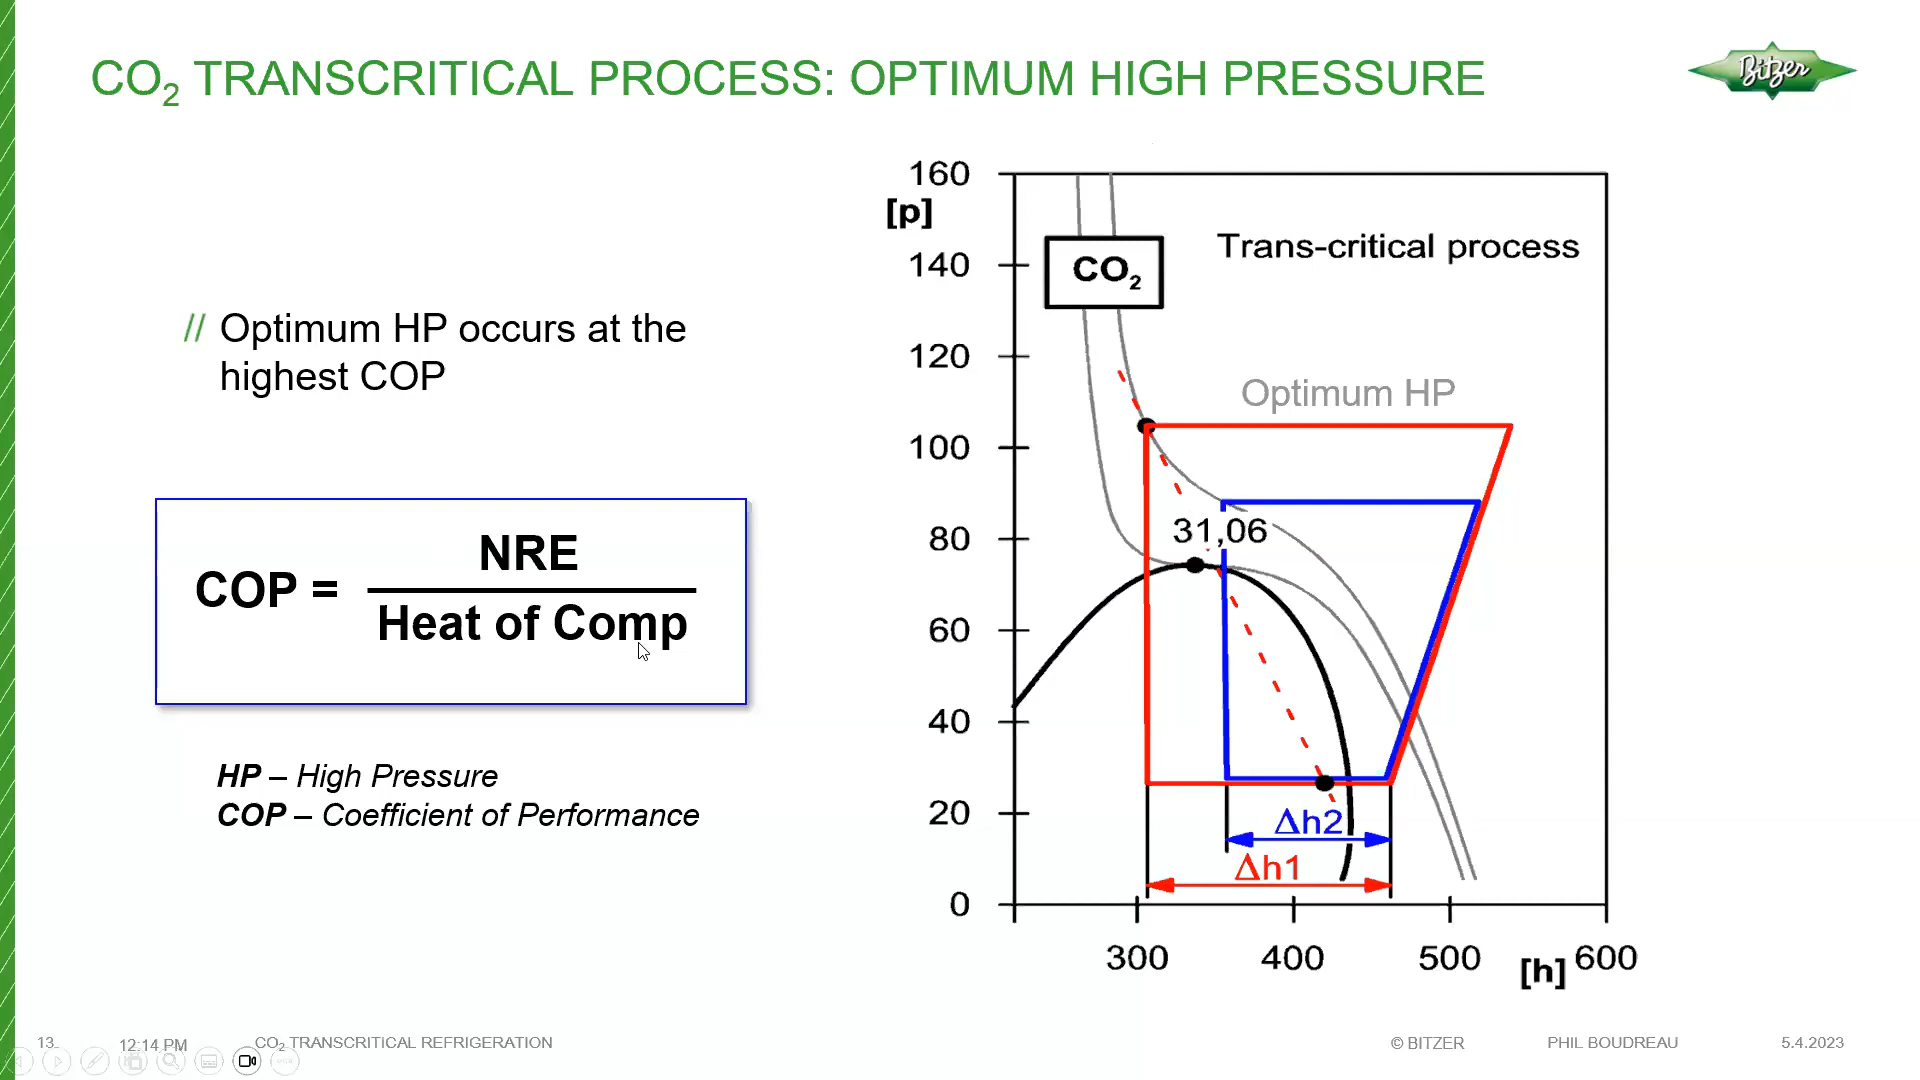 CO₂ TRANSCRITICAL PROCESS: OPTIMUM HIGH PRESSURE
Bitzer
// Optimum HP occurs at the
highest COP
COP = NRE
Heat of Comp
HP – High Pressure
COP – Coefficient of Performance
160
[p]
Trans-critical process
140
CO₂
120
Optimum HP
100
80
31,06
60
40
20
Δh2
Δh1
0
300 400 500 [h] 600
13
12:14 PM
CO₂ TRANSCRITICAL REFRIGERATION
© BITZER
PHIL BOUDREAU
5.4.2023